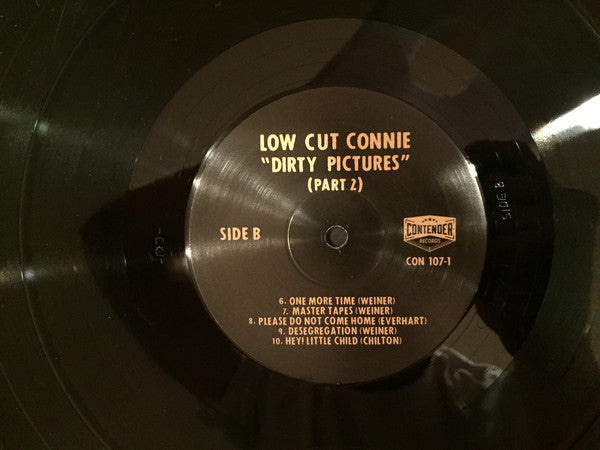 LOW CUT CONNIE
"DIRTY PICTURES"
(PART 2)
SIDE B
CONTENDER
RECORDS
CON 107-1
6. ONE MORE TIME (WEINER)
7. MASTER TAPES (WEINER)
8. PLEASE DO NOT COME HOME (EVERHART)
9. DESEGREGATION (WEINER)
10. HEY! LITTLE CHILD (CHILTON)
SIDE B